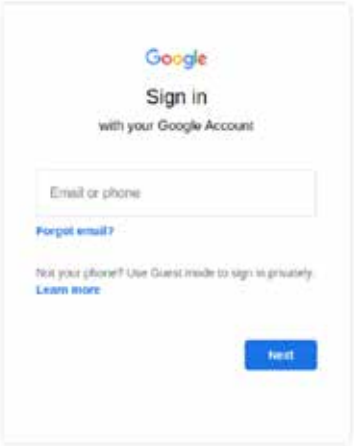 Google
Sign in
with your Google Account
Email or phone
Forgot email?
Not your phone? Use Guest mode to sign in privately.
Learn more
Next